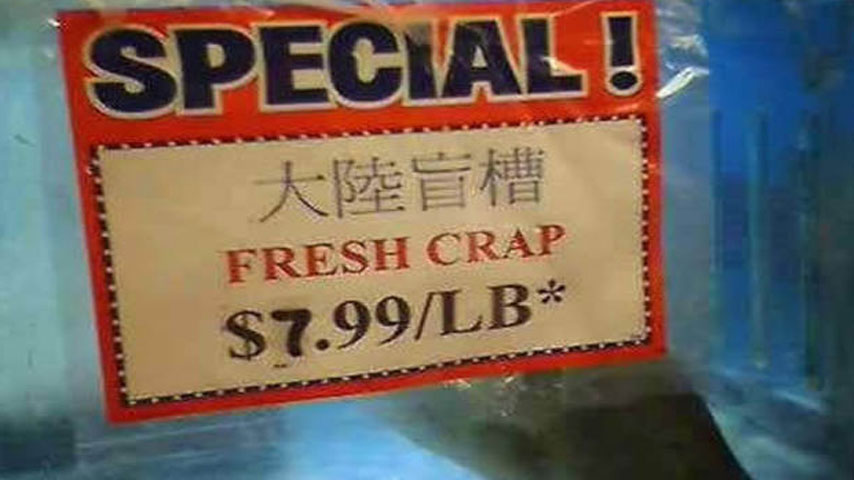 SPECIAL!
大陸盲槽
FRESH CRAP
$7.99/LB*